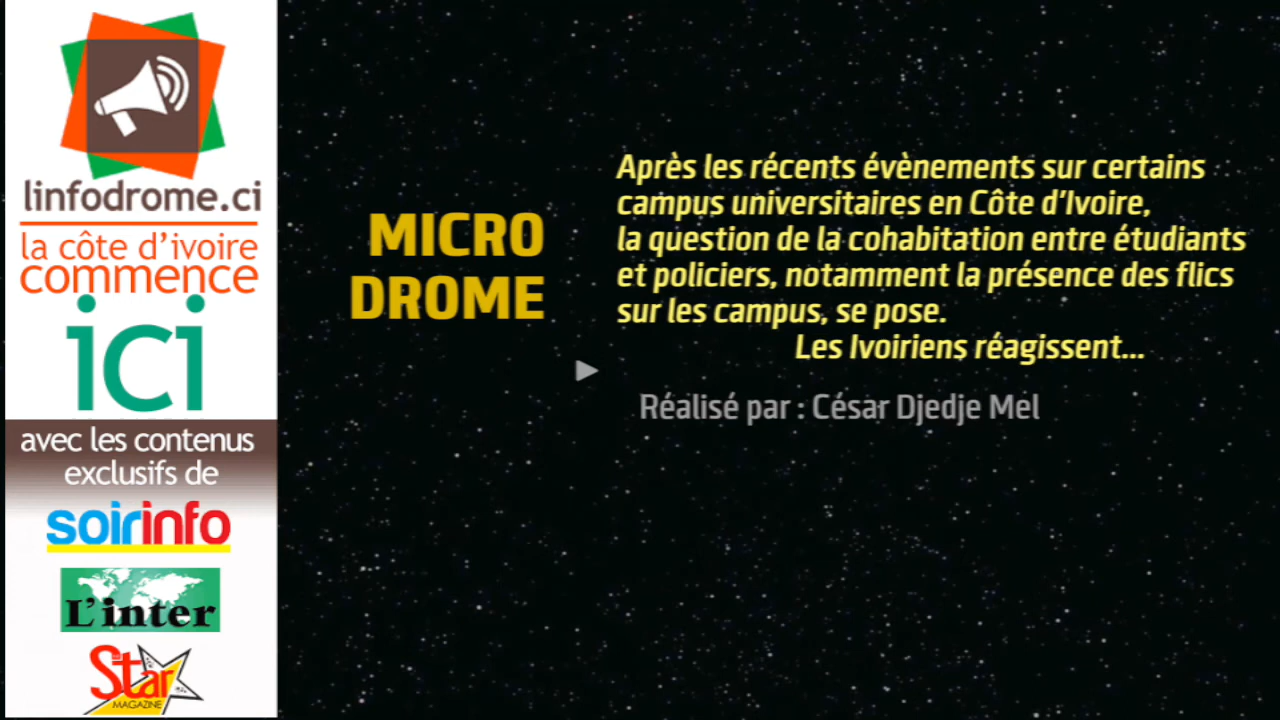 linfodrome.ci
la côte d'ivoire
commence
ici
avec les contenus
exclusifs de
soirinfo
L'inter
Star
MAGAZINE
MICRO
DROME
Après les récents évènements sur certains
campus universitaires en Côte d'Ivoire,
la question de la cohabitation entre étudiants
et policiers, notamment la présence des flics
sur les campus, se pose.
Les Ivoiriens réagissent...
Réalisé par : César Djedje Mel